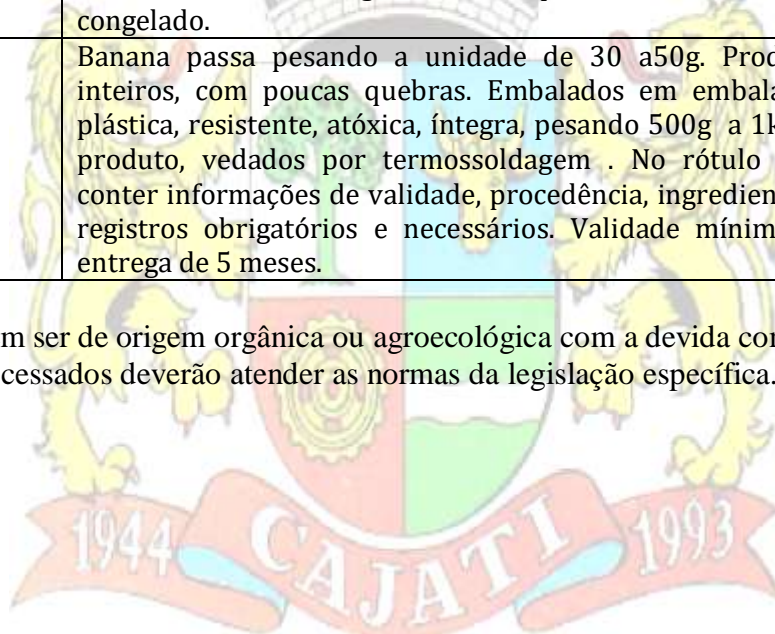 congelado.
Banana passa pesando a unidade de 30 a50g. Prod
inteiros, com poucas quebras. Embalados em embala
plástica, resistente, atóxica, íntegra, pesando 500g a 1k
produto, vedados por termossoldagem . No rótulo
conter informações de validade, procedência, ingredien
registros obrigatórios e necessários. Validade mínim
entrega de 5 meses.
m ser de origem orgânica ou agroecológica com a devida con
cessados deverão atender as normas da legislação específica.
1944 CAJATI 1993